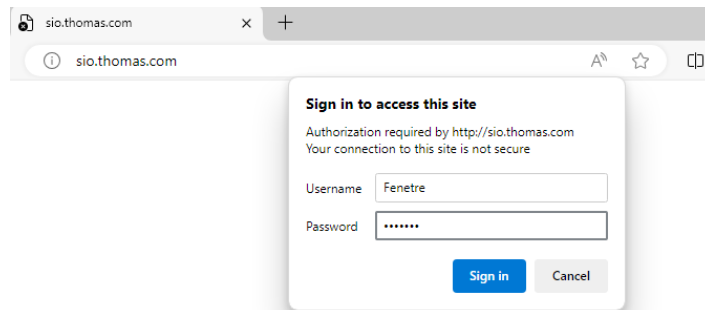 sio.thomas.com
sio.thomas.com
Sign in to access this site
Authorization required by http://sio.thomas.com
Your connection to this site is not secure
Username Fenetre
Password •••••••
Sign in Cancel